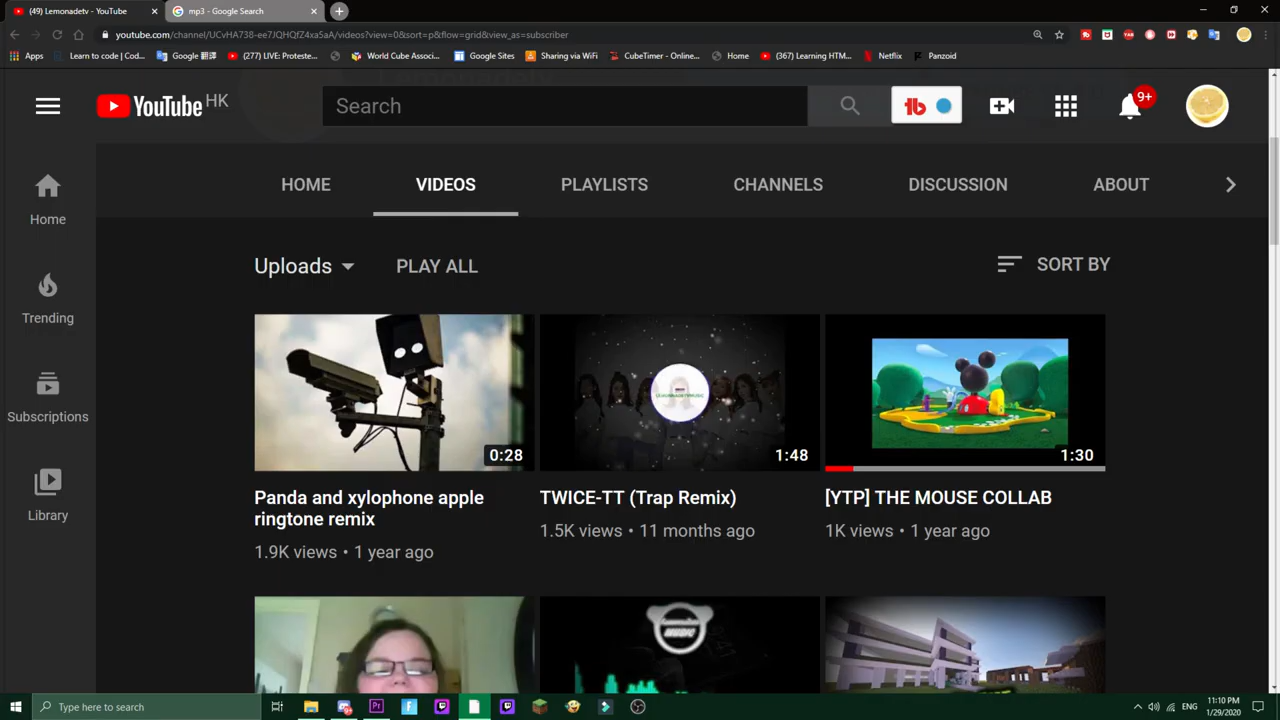 (49) Lemonadetv - YouTube
mp3 - Google Search
youtube.com/channel/UCvHA738-ee7JQHQfZ4xa5aA/videos?view=0&sort=p&flow=grid&view_as=subscriber
Apps
Learn to code | Cod...
Google 翻譯
(277) LIVE: Proteste...
World Cube Associ...
Google Sites
Sharing via WiFi
CubeTimer - Online...
Home
(367) Learning HTM...
Netflix
Panzoid
YouTube HK
Search
9+
HOME
VIDEOS
PLAYLISTS
CHANNELS
DISCUSSION
ABOUT
Home
Trending
Subscriptions
Library
Uploads
PLAY ALL
SORT BY
0:28
1:48
1:30
Panda and xylophone apple
ringtone remix
1.9K views • 1 year ago
TWICE-TT (Trap Remix)
1.5K views • 11 months ago
[YTP] THE MOUSE COLLAB
1K views • 1 year ago
MUSIC
Type here to search
ENG
11:10 PM
1/29/2020